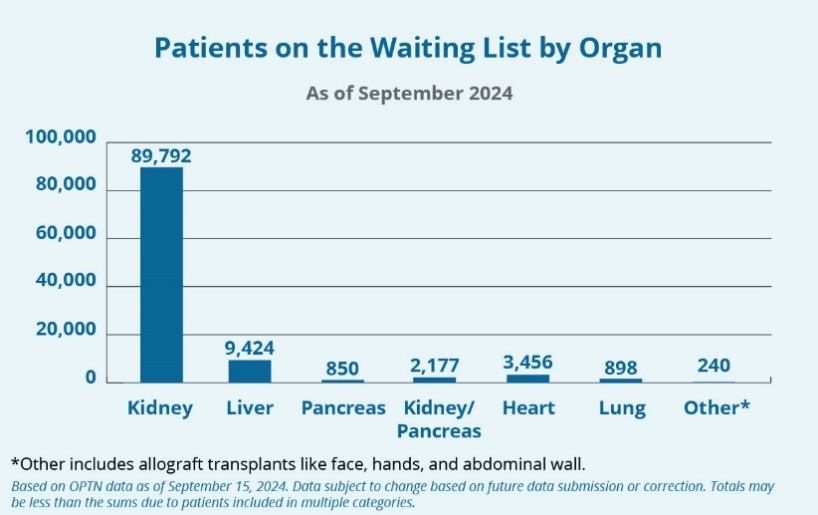 Patients on the Waiting List by Organ
As of September 2024
100,000
80,000
60,000
40,000
20,000
0
89,792
9,424
850
2,177
3,456
898
240
Kidney
Liver
Pancreas
Kidney/
Pancreas
Heart
Lung
Other*
*Other includes allograft transplants like face, hands, and abdominal wall.
Based on OPTN data as of September 15, 2024. Data subject to change based on future data submission or correction. Totals may
be less than the sums due to patients included in multiple categories.